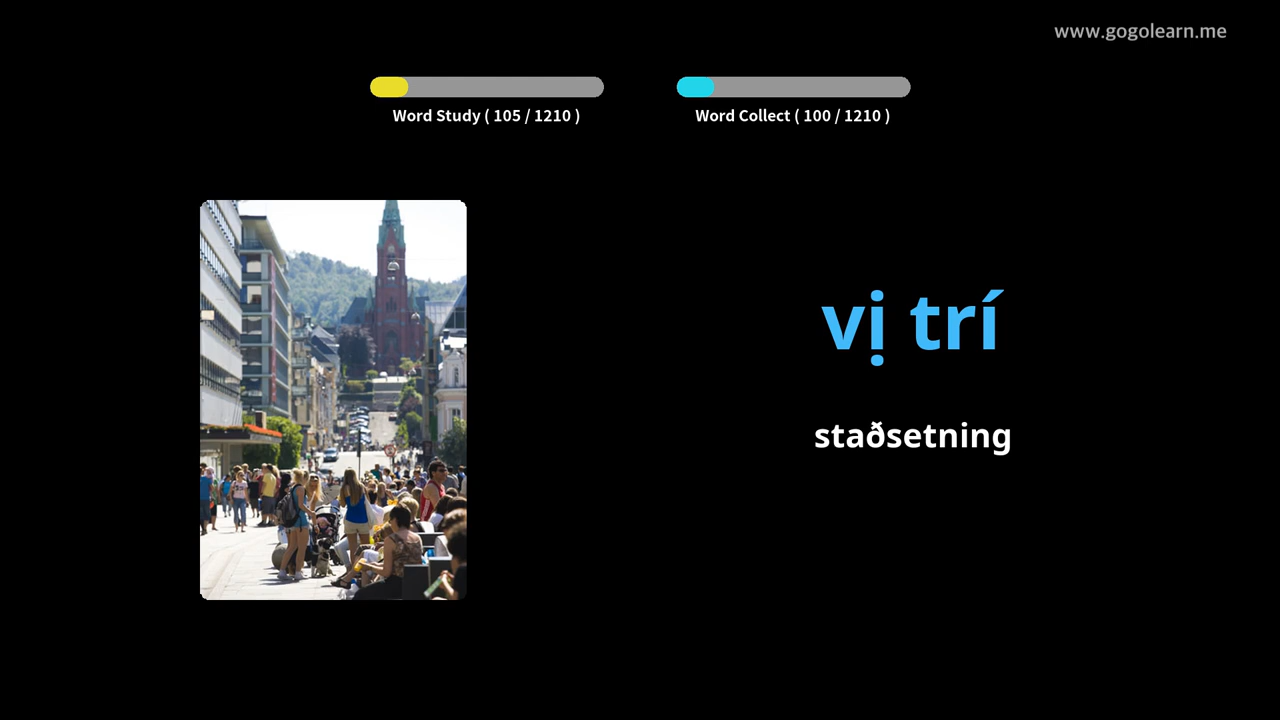 www.gogolearn.me
Word Study ( 105 / 1210 )
Word Collect ( 100 / 1210 )
vị trí
staðsetning